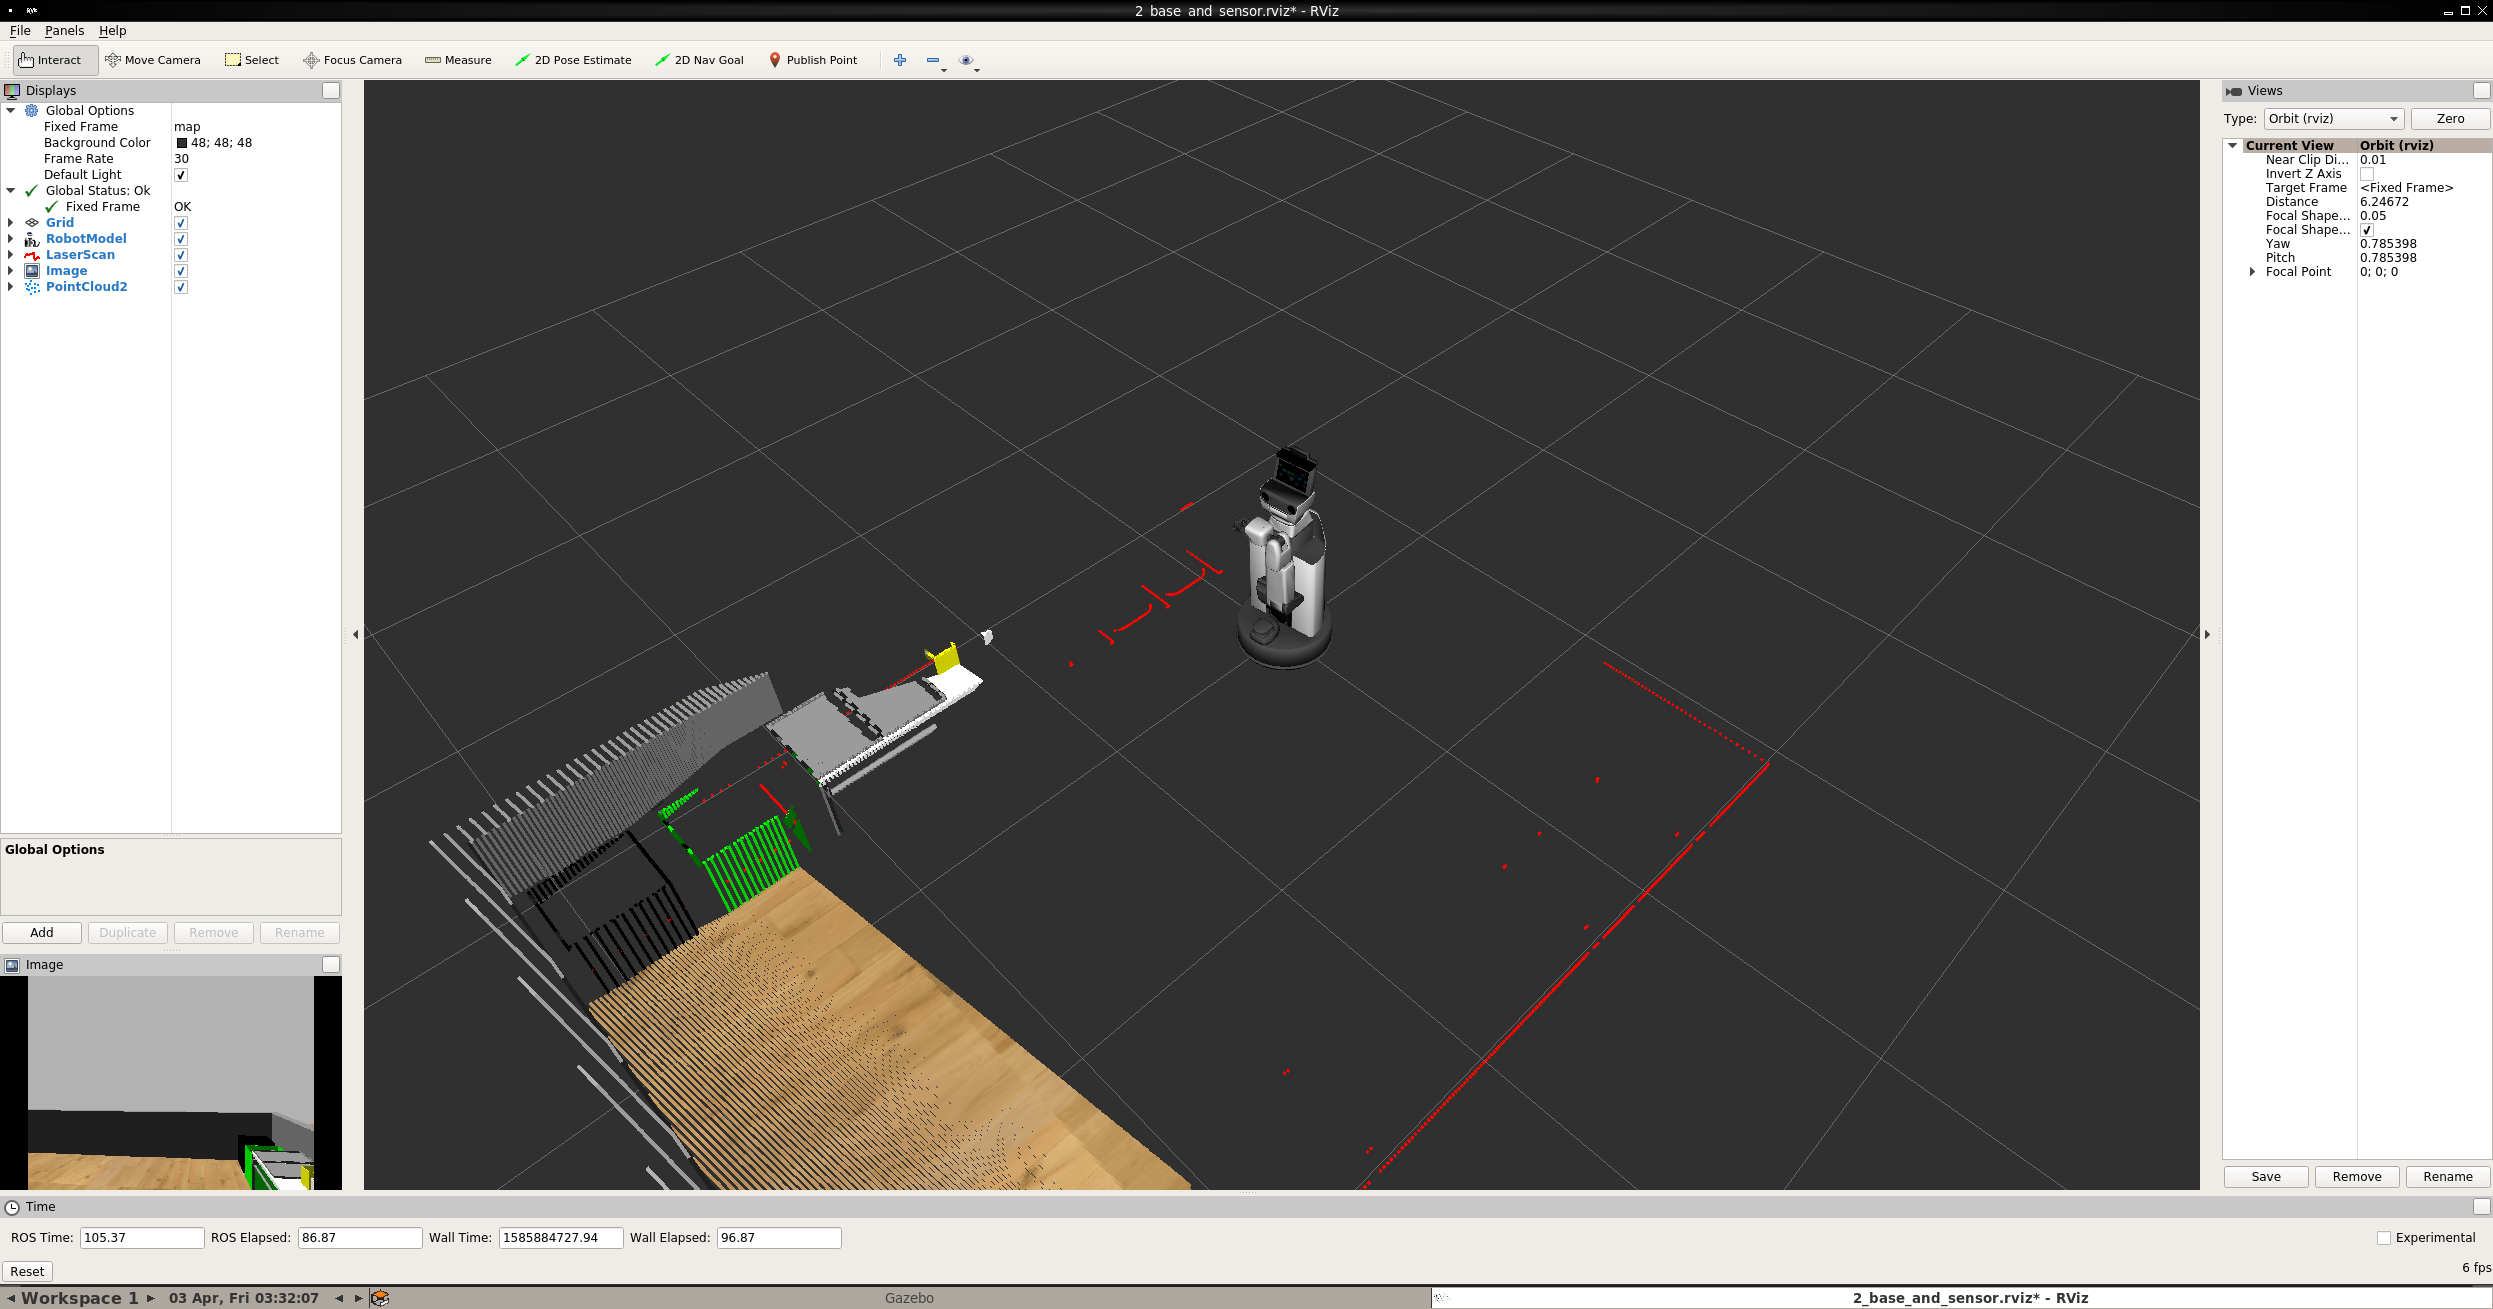 2_base_and_sensor.rviz* - RViz
File Panels Help
Interact Move Camera Select Focus Camera Measure 2D Pose Estimate 2D Nav Goal Publish Point
Displays
Global Options
Fixed Frame map
Background Color 48; 48; 48
Frame Rate 30
Default Light
Global Status: Ok
Fixed Frame OK
Grid
RobotModel
LaserScan
Image
PointCloud2
Global Options
Add Duplicate Remove Rename
Image
Views
Type: Orbit (rviz) Zero
Current View Orbit (rviz)
Near Clip Di... 0.01
Invert Z Axis
Target Frame <Fixed Frame>
Distance 6.24672
Focal Shape... 0.05
Focal Shape...
Yaw 0.785398
Pitch 0.785398
Focal Point 0; 0; 0
Save Remove Rename
Time
ROS Time: 105.37 ROS Elapsed: 86.87 Wall Time: 1585884727.94 Wall Elapsed: 96.87 Experimental
Reset 6 fps
Workspace 1 03 Apr, Fri 03:32:07 Gazebo 2_base_and_sensor.rviz* - RViz